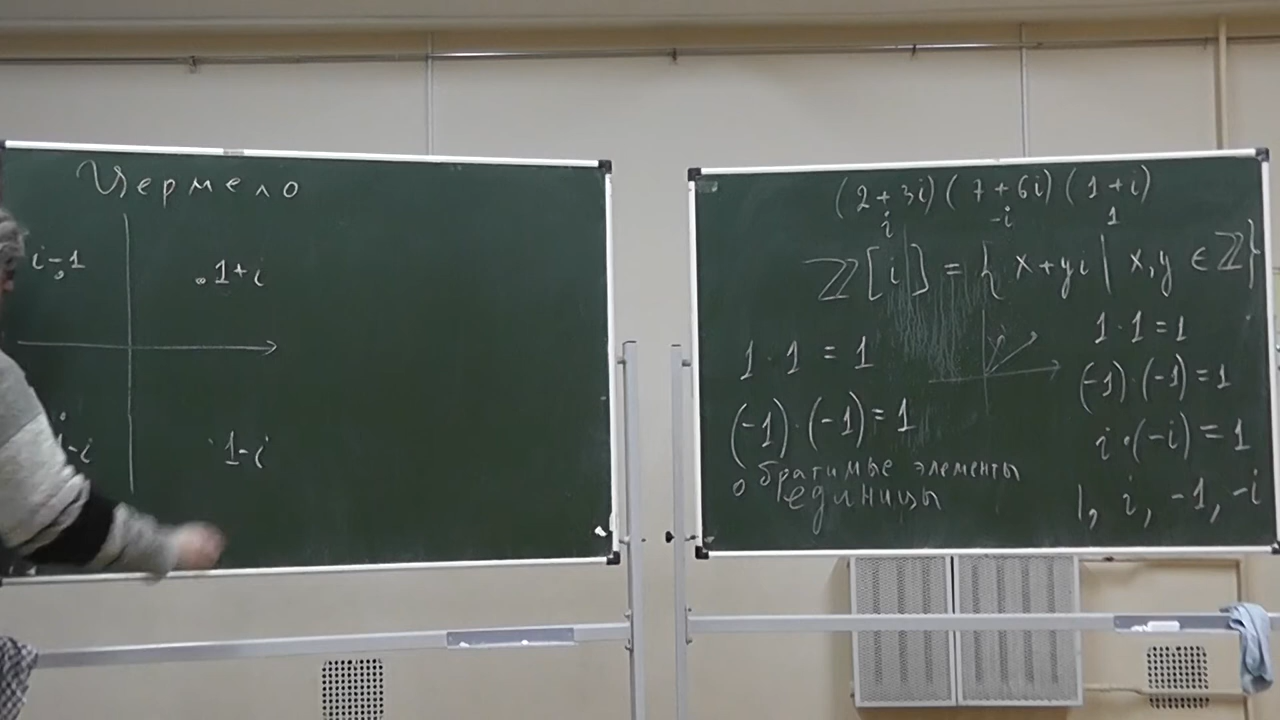 Цермело
i-1
1+i
-i
1-i
(2+3i)(7+6i)(1+i)
i -i 1
ℤ[i] = { x+yi | x,y ∈ ℤ}
1·1 = 1
(-1)·(-1)=1
обратимые элементы
единицы
1·1=1
(-1)·(-1)=1
i·(-i)=1
1, i, -1, -i